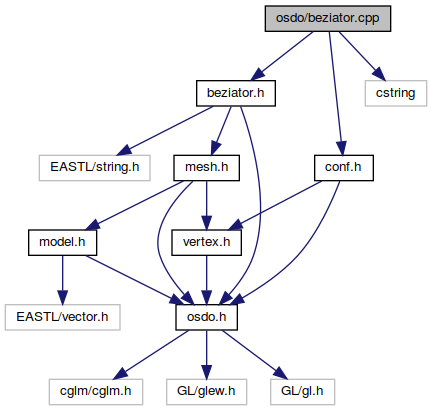 osdo/beziator.cpp
beziator.h
cstring
EASTL/string.h
mesh.h
conf.h
model.h
vertex.h
EASTL/vector.h
osdo.h
cglm/cglm.h
GL/glew.h
GL/gl.h